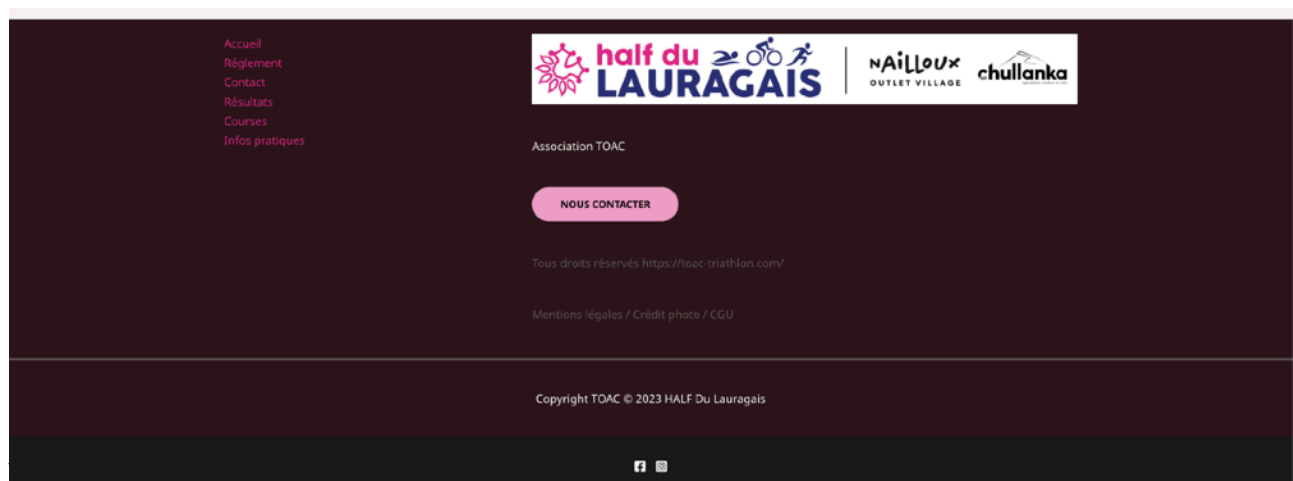 Accueil
Réglement
Contact
Résultats
Courses
Infos pratiques
half du
LAURAGAIS
NAiLLOUX
OUTLET VILLAGE
chullanka
Association TOAC
NOUS CONTACTER
Tous droits réservés https://toac-triathlon.com/
Mentions légales / Crédit photo / CGU
Copyright TOAC © 2023 HALF Du Lauragais